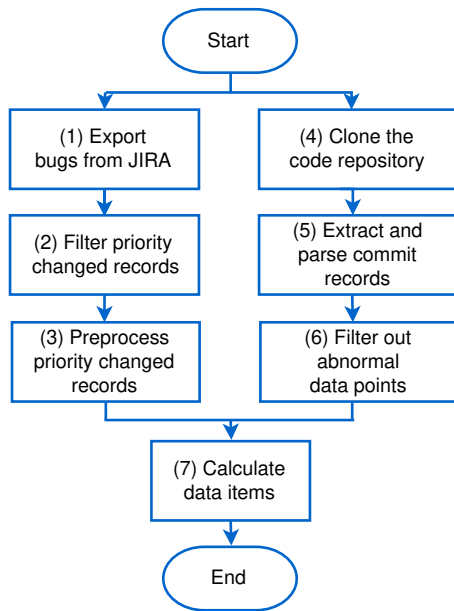 Start
(1) Export
bugs from JIRA
(2) Filter priority
changed records
(3) Preprocess
priority changed
records
(4) Clone the
code repository
(5) Extract and
parse commit
records
(6) Filter out
abnormal
data points
(7) Calculate
data items
End